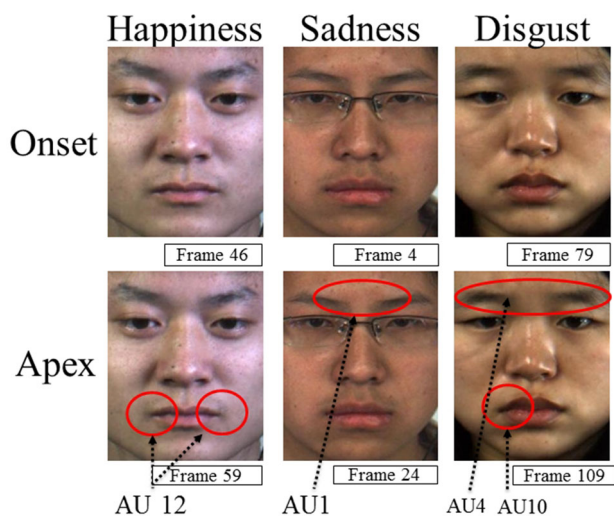 Happiness Sadness Disgust
Onset
Frame 46 Frame 4 Frame 79
Apex
Frame 59 Frame 24 Frame 109
AU 12 AU1 AU4 AU10